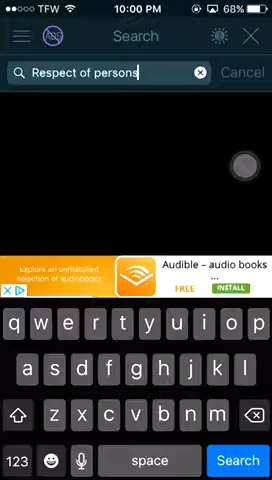 TFW 10:00 PM 68%
ABS Search
Respect of persons Cancel
Explore an unmatched
selection of audiobooks
Audible – audio books
...
FREE INSTALL
q w e r t y u i o p
a s d f g h j k l
z x c v b n m
123 space Search